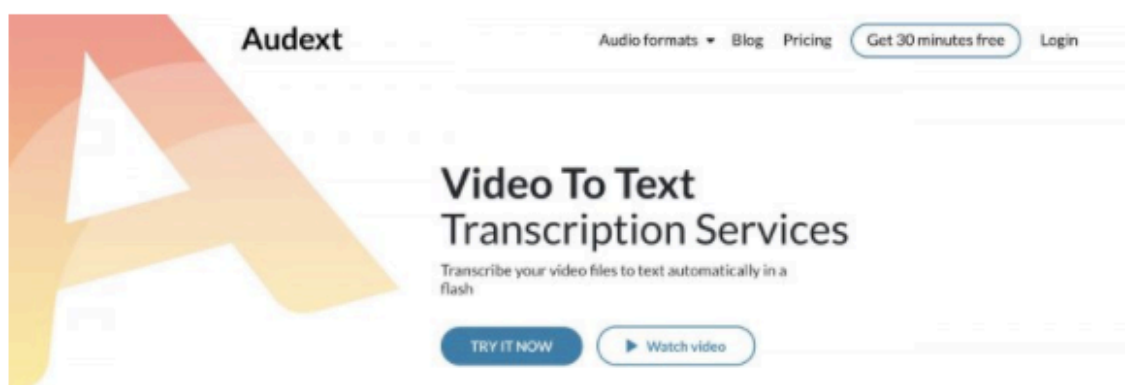 Audext
Audio formats Blog Pricing Get 30 minutes free Login
Video To Text
Transcription Services
Transcribe your video files to text automatically in a
flash
TRY IT NOW Watch video